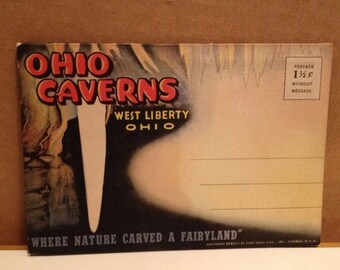 OHIO
CAVERNS
WEST LIBERTY
OHIO
POSTAGE
1½¢
WITHOUT
MESSAGE
"WHERE NATURE CARVED A FAIRYLAND"